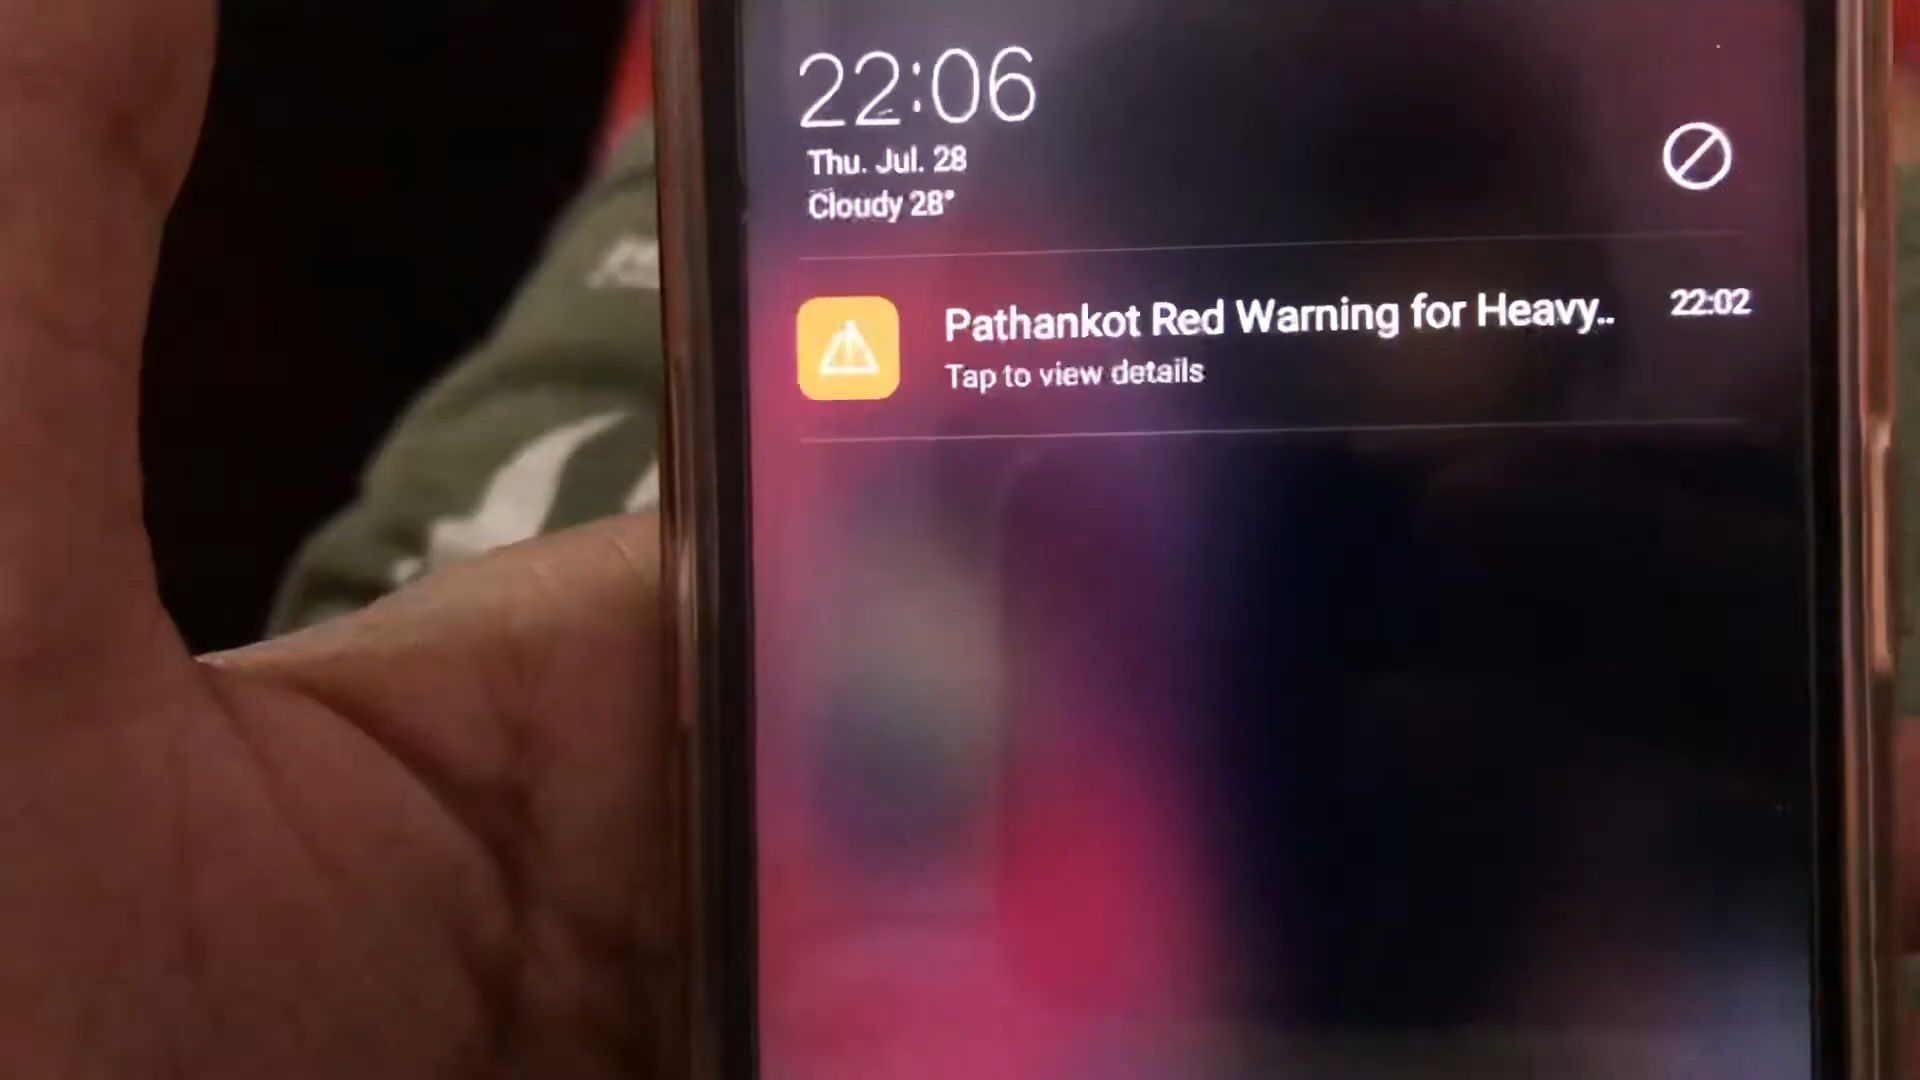 22:06
Thu. Jul. 28
Cloudy 28°
Pathankot Red Warning for Heavy..
22:02
Tap to view details